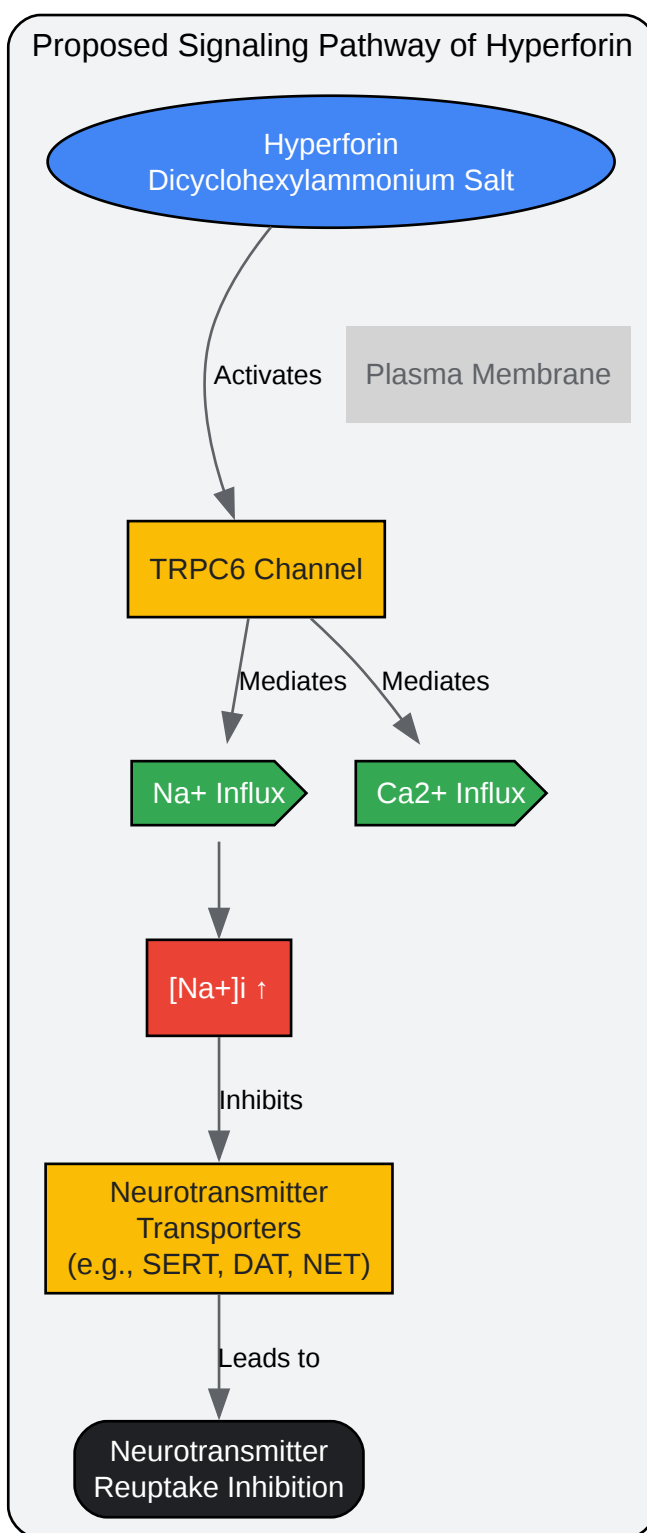 Proposed Signaling Pathway of Hyperforin
Hyperforin
Dicyclohexylammonium Salt
Activates
Plasma Membrane
TRPC6 Channel
Mediates
Mediates
Na+ Influx
Ca2+ Influx
[Na+]i ↑
Inhibits
Neurotransmitter
Transporters
(e.g., SERT, DAT, NET)
Leads to
Neurotransmitter
Reuptake Inhibition